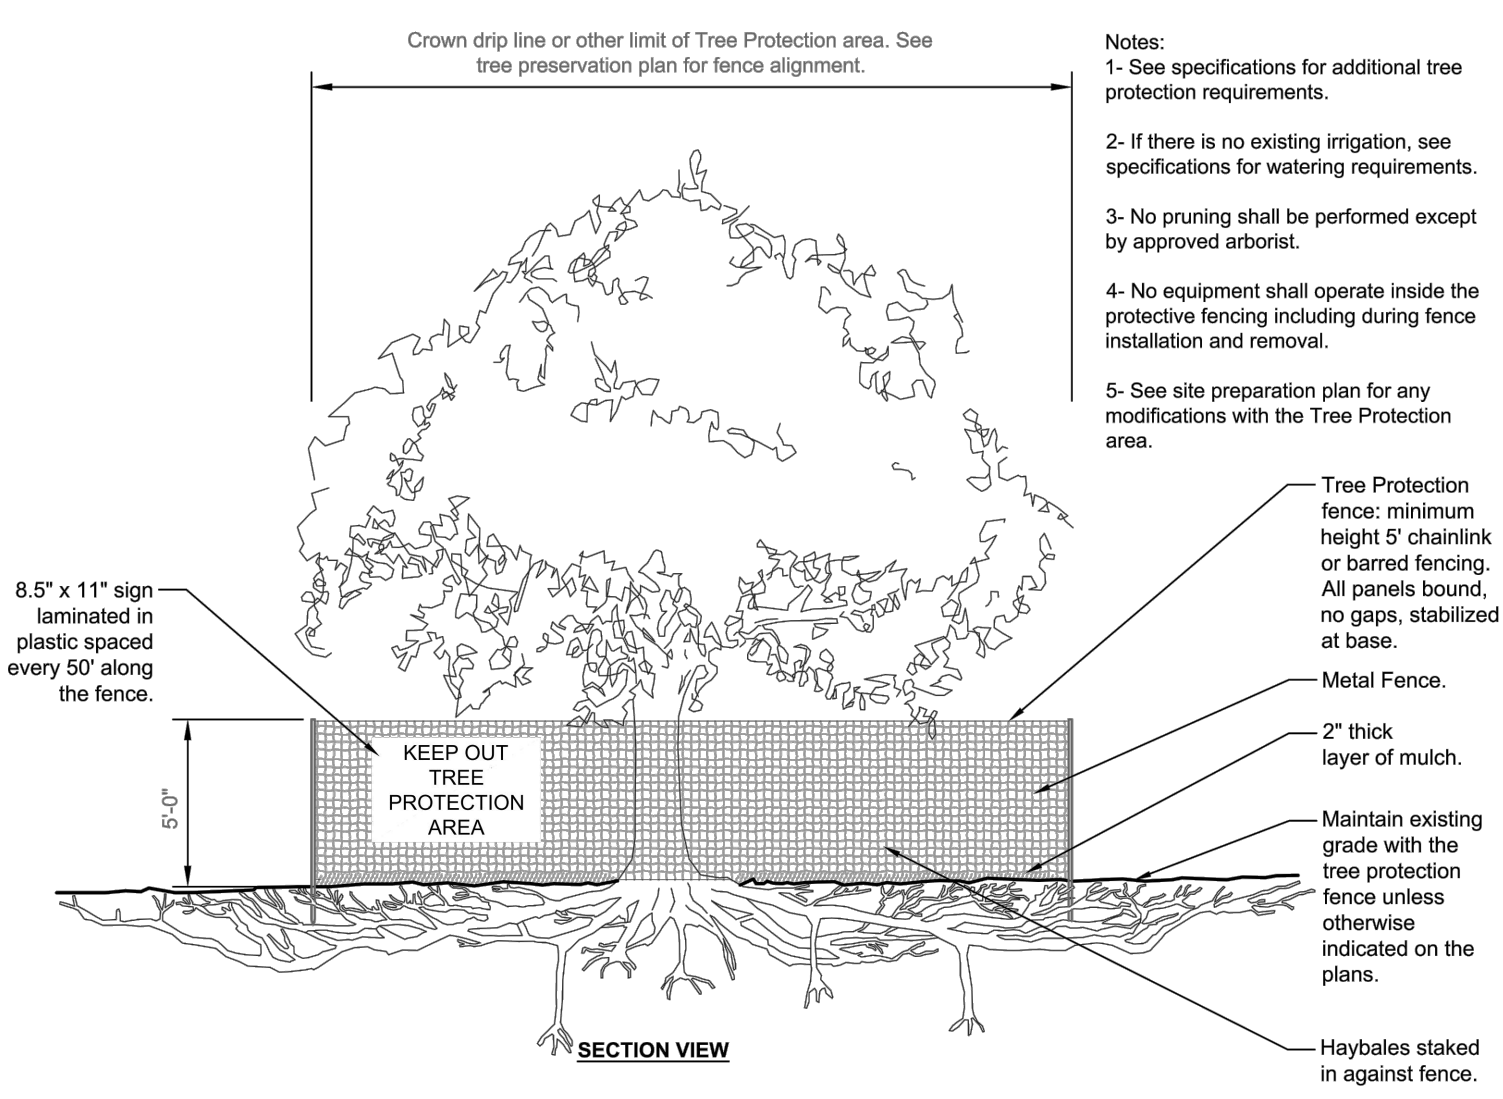 Crown drip line or other limit of Tree Protection area. See
tree preservation plan for fence alignment.
Notes:
1- See specifications for additional tree
protection requirements.
2- If there is no existing irrigation, see
specifications for watering requirements.
3- No pruning shall be performed except
by approved arborist.
4- No equipment shall operate inside the
protective fencing including during fence
installation and removal.
5- See site preparation plan for any
modifications with the Tree Protection
area.
Tree Protection
fence: minimum
height 5' chainlink
or barred fencing.
All panels bound,
no gaps, stabilized
at base.
8.5" x 11" sign
laminated in
plastic spaced
every 50' along
the fence.
Metal Fence.
2" thick
layer of mulch.
KEEP OUT
TREE
PROTECTION
AREA
5'-0"
Maintain existing
grade with the
tree protection
fence unless
otherwise
indicated on the
plans.
Haybales staked
in against fence.
SECTION VIEW